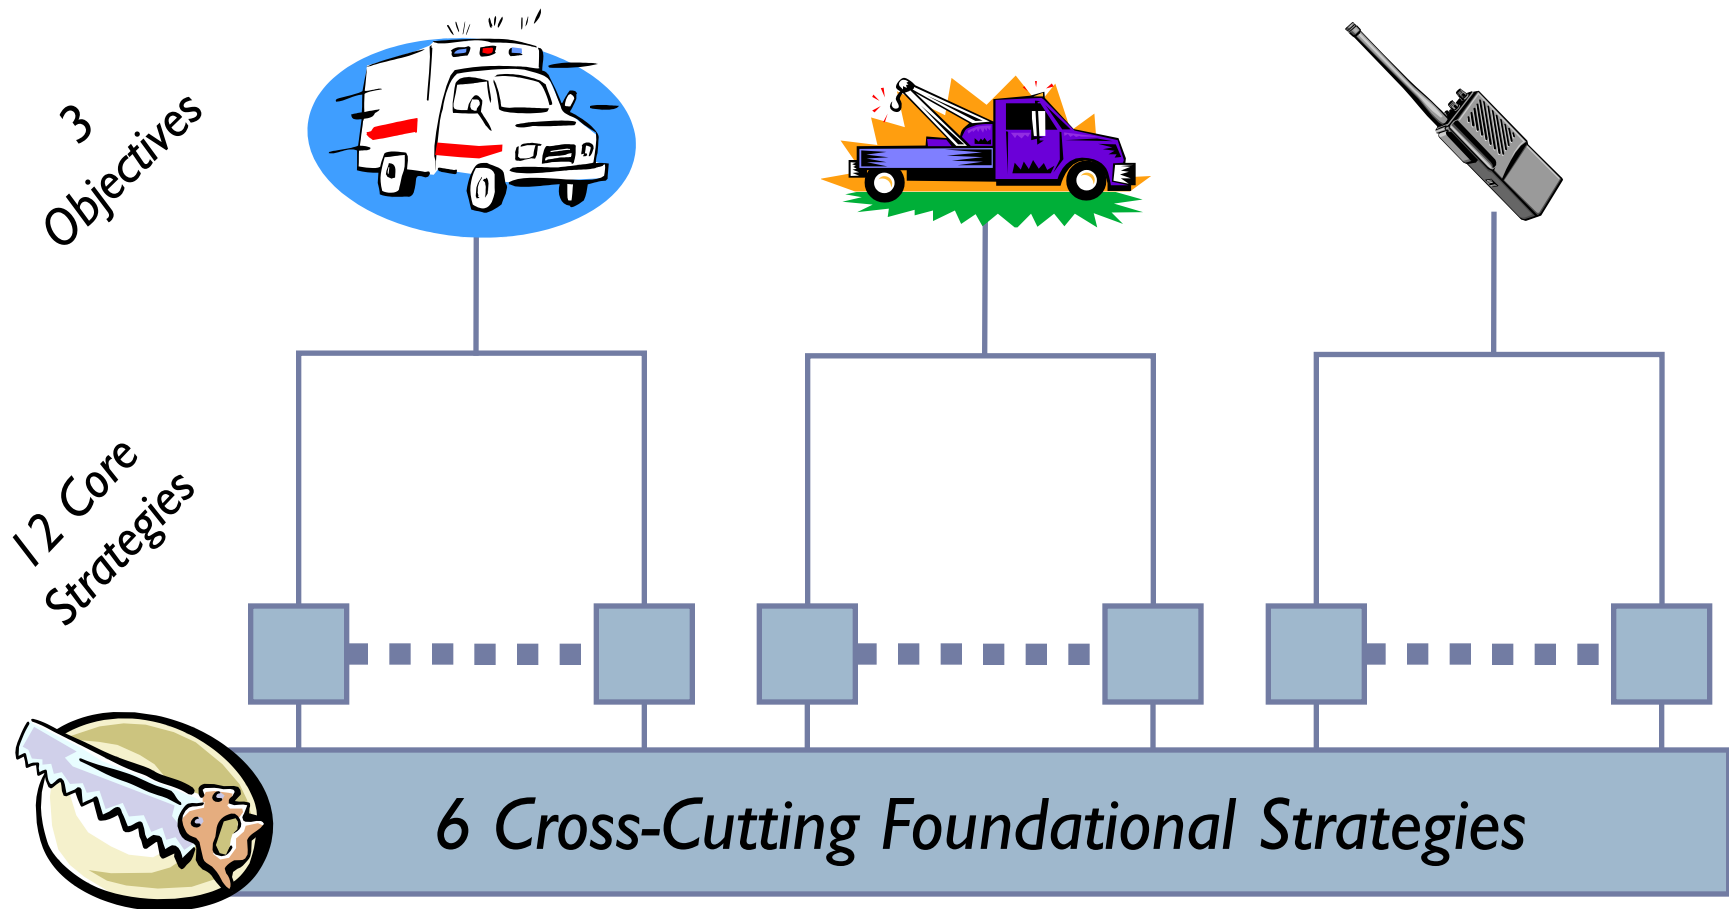 3
Objectives
12 Core
Strategies
6 Cross-Cutting Foundational Strategies